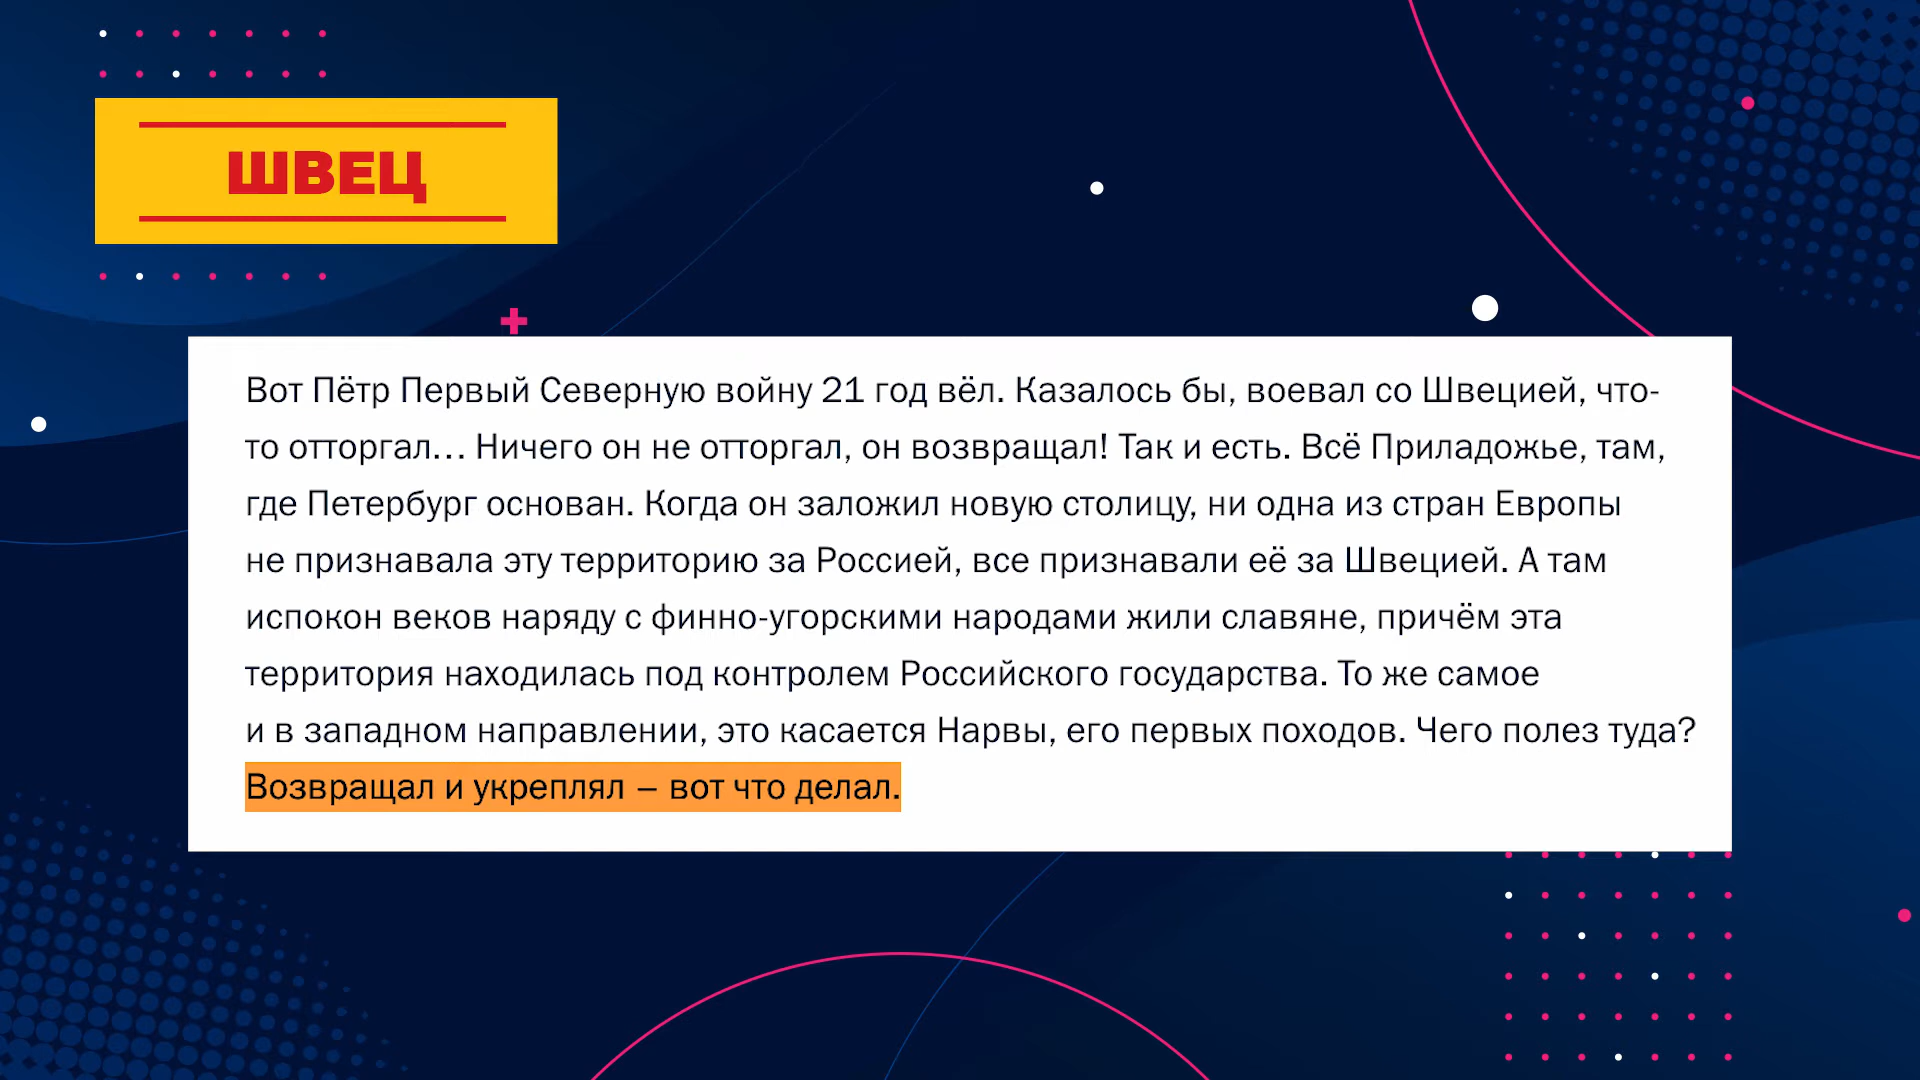 ШВЕЦ
Вот Пётр Первый Северную войну 21 год вёл. Казалось бы, воевал со Швецией, что-
то отторгал… Ничего он не отторгал, он возвращал! Так и есть. Всё Приладожье, там,
где Петербург основан. Когда он заложил новую столицу, ни одна из стран Европы
не признавала эту территорию за Россией, все признавали её за Швецией. А там
испокон веков наряду с финно-угорскими народами жили славяне, причём эта
территория находилась под контролем Российского государства. То же самое
и в западном направлении, это касается Нарвы, его первых походов. Чего полез туда?
Возвращал и укреплял – вот что делал.